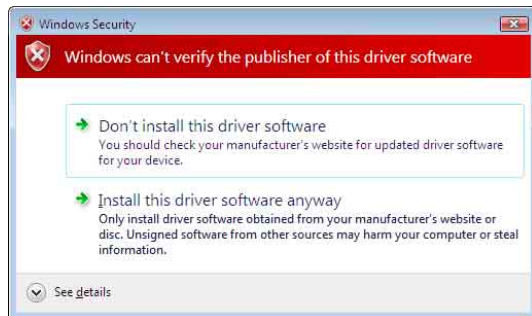 Windows Security
Windows can't verify the publisher of this driver software
Don't install this driver software
You should check your manufacturer's website for updated driver software
for your device.
Install this driver software anyway
Only install driver software obtained from your manufacturer's website or
disc. Unsigned software from other sources may harm your computer or steal
information.
See details